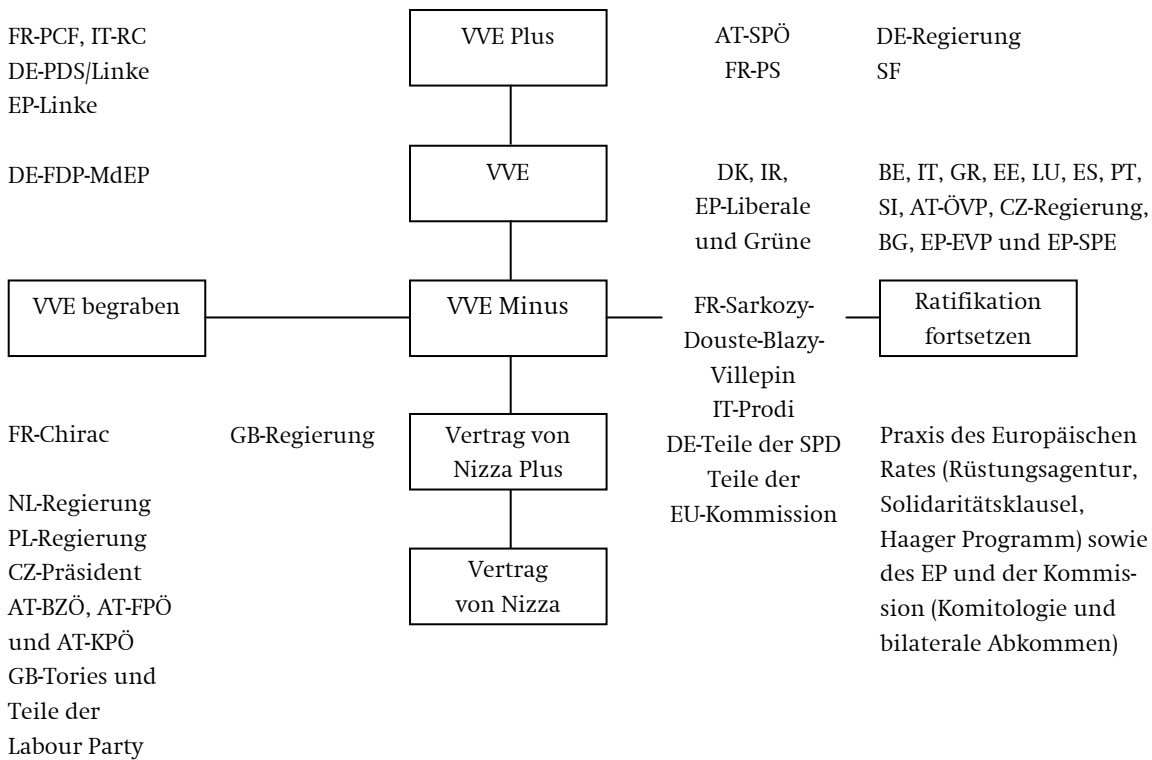 FR-PCF, IT-RC
DE-PDS/Linke
EP-Linke
VVE Plus
AT-SPÖ
FR-PS
DE-Regierung
SF
DE-FDP-MdEP
VVE
DK, IR,
EP-Liberale
und Grüne
BE, IT, GR, EE, LU, ES, PT,
SI, AT-ÖVP, CZ-Regierung,
BG, EP-EVP und EP-SPE
VVE begraben
VVE Minus
FR-Sarkozy-
Douste-Blazy-
Villepin
IT-Prodi
DE-Teile der SPD
Teile der
EU-Kommission
Ratifikation
fortsetzen
FR-Chirac
GB-Regierung
Vertrag von
Nizza Plus
Praxis des Europäischen
Rates (Rüstungsagentur,
Solidaritätsklausel,
Haager Programm) sowie
des EP und der Kommis-
sion (Komitologie und
bilaterale Abkommen)
NL-Regierung
PL-Regierung
CZ-Präsident
AT-BZÖ, AT-FPÖ
und AT-KPÖ
GB-Tories und
Teile der
Labour Party
Vertrag
von Nizza